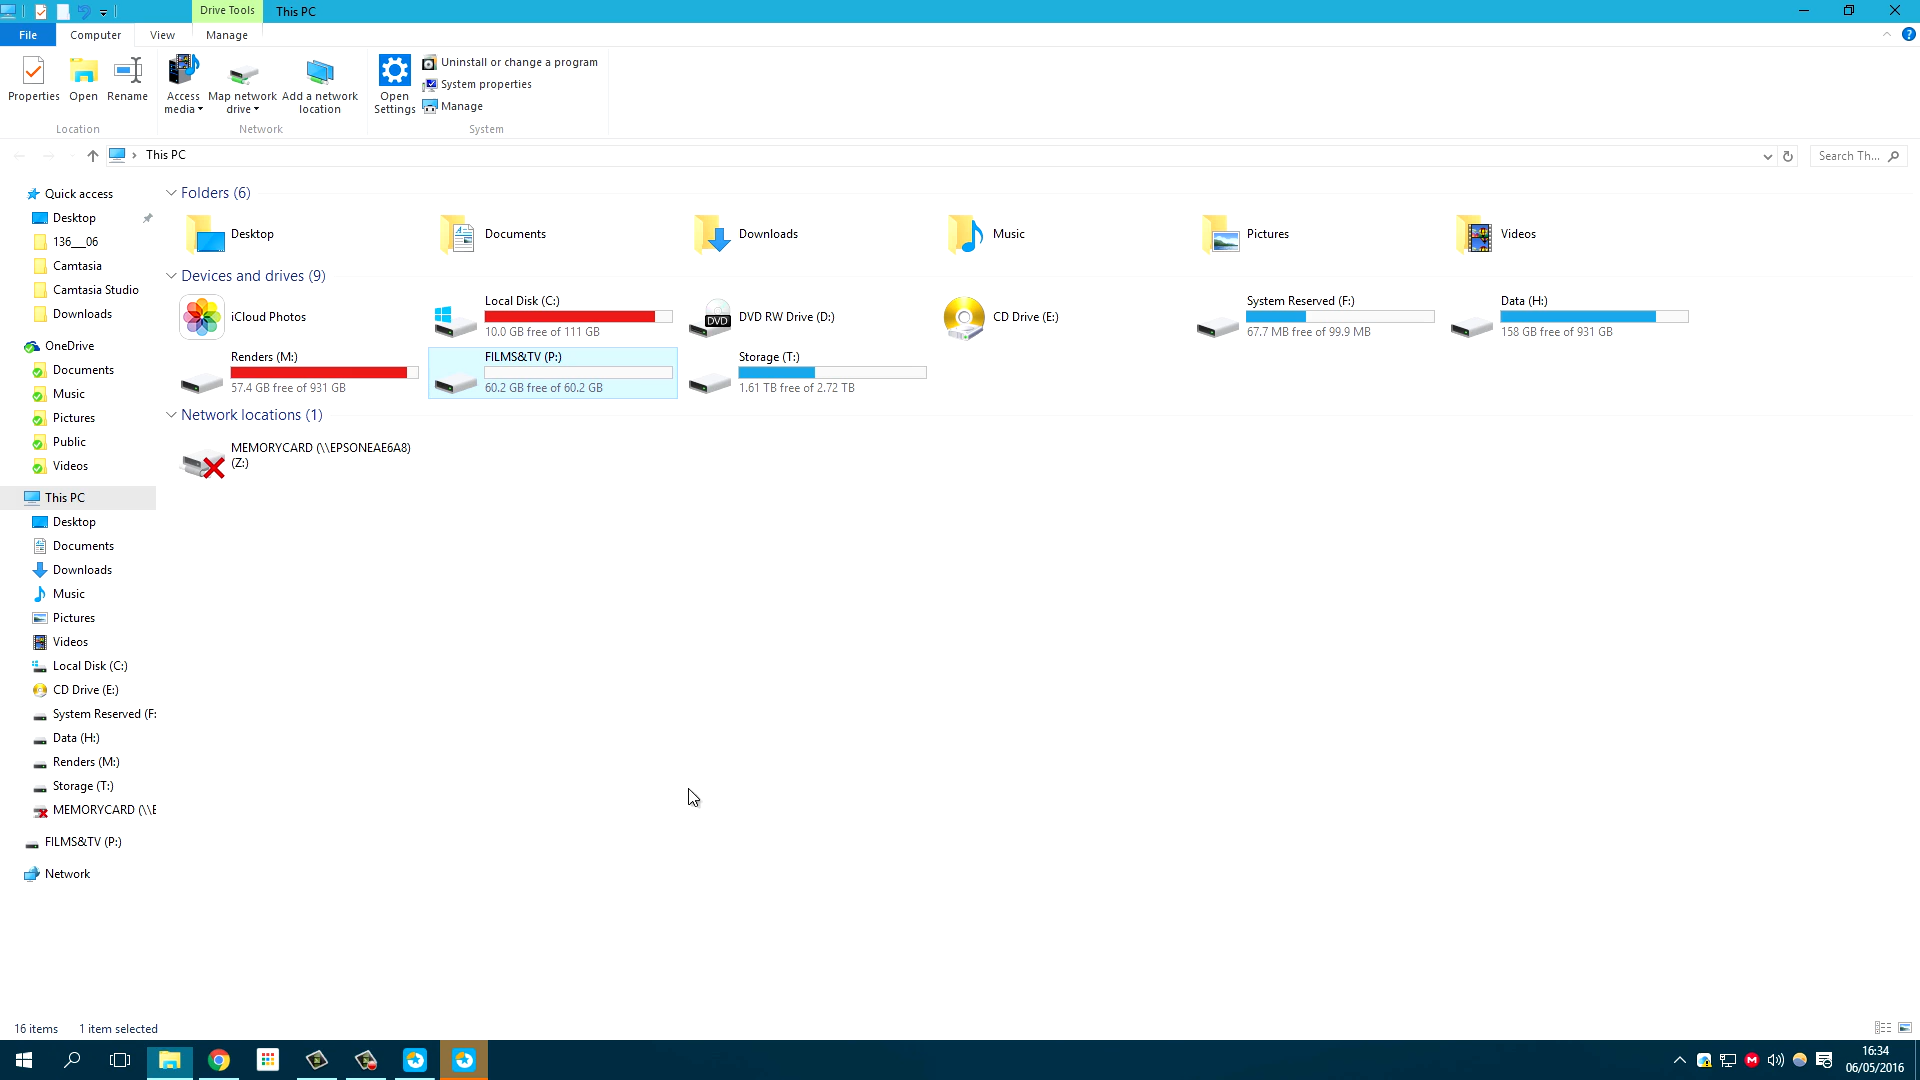 Drive Tools
This PC
File
Computer
View
Manage
Properties
Open
Rename
Access media
Map network drive
Add a network location
Open Settings
Uninstall or change a program
System properties
Manage
Location
Network
System
This PC
Search Th...
Quick access
Desktop
136___06
Camtasia
Camtasia Studio
Downloads
OneDrive
Documents
Music
Pictures
Public
Videos
This PC
Desktop
Documents
Downloads
Music
Pictures
Videos
Local Disk (C:)
CD Drive (E:)
System Reserved (F:
Data (H:)
Renders (M:)
Storage (T:)
MEMORYCARD (\\E
FILMS&TV (P:)
Network
Folders (6)
Desktop
Documents
Downloads
Music
Pictures
Videos
Devices and drives (9)
iCloud Photos
Local Disk (C:)
10.0 GB free of 111 GB
DVD
DVD RW Drive (D:)
CD Drive (E:)
System Reserved (F:)
67.7 MB free of 99.9 MB
Data (H:)
158 GB free of 931 GB
Renders (M:)
57.4 GB free of 931 GB
FILMS&TV (P:)
60.2 GB free of 60.2 GB
Storage (T:)
1.61 TB free of 2.72 TB
Network locations (1)
MEMORYCARD (\\EPSONEAE6A8)
(Z:)
16 items
1 item selected
16:34
06/05/2016